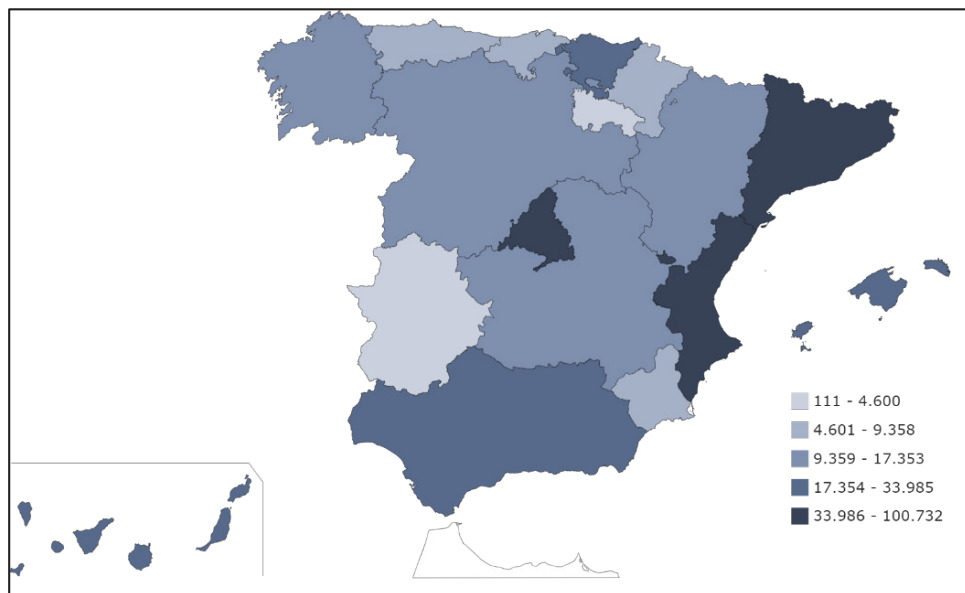 111 - 4.600
4.601 - 9.358
9.359 - 17.353
17.354 - 33.985
33.986 - 100.732